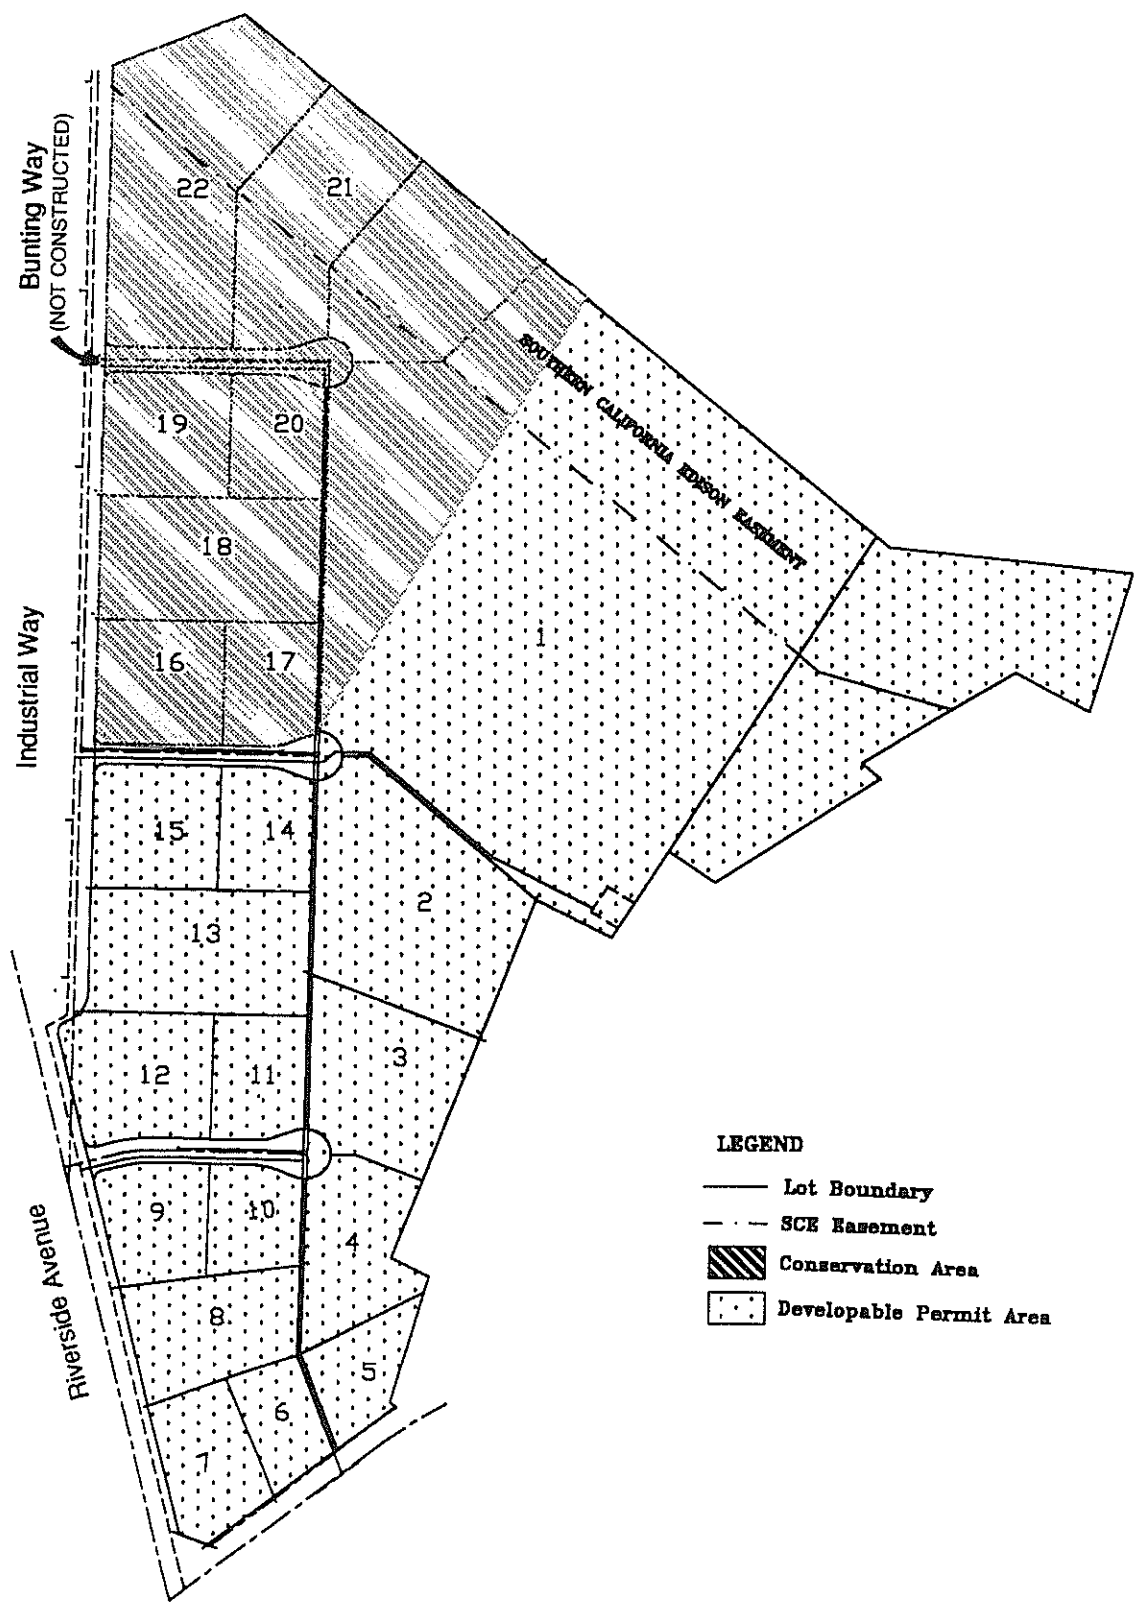 Bunting Way
(NOT CONSTRUCTED)
22
21
19
20
SOUTHERN CALIFORNIA EDISON EASEMENT
18
Industrial Way
16
17
1
15
14
2
13
3
12
11
9
10
4
8
5
6
7
Riverside Avenue
LEGEND
Lot Boundary
SCE Easement
Conservation Area
Developable Permit Area